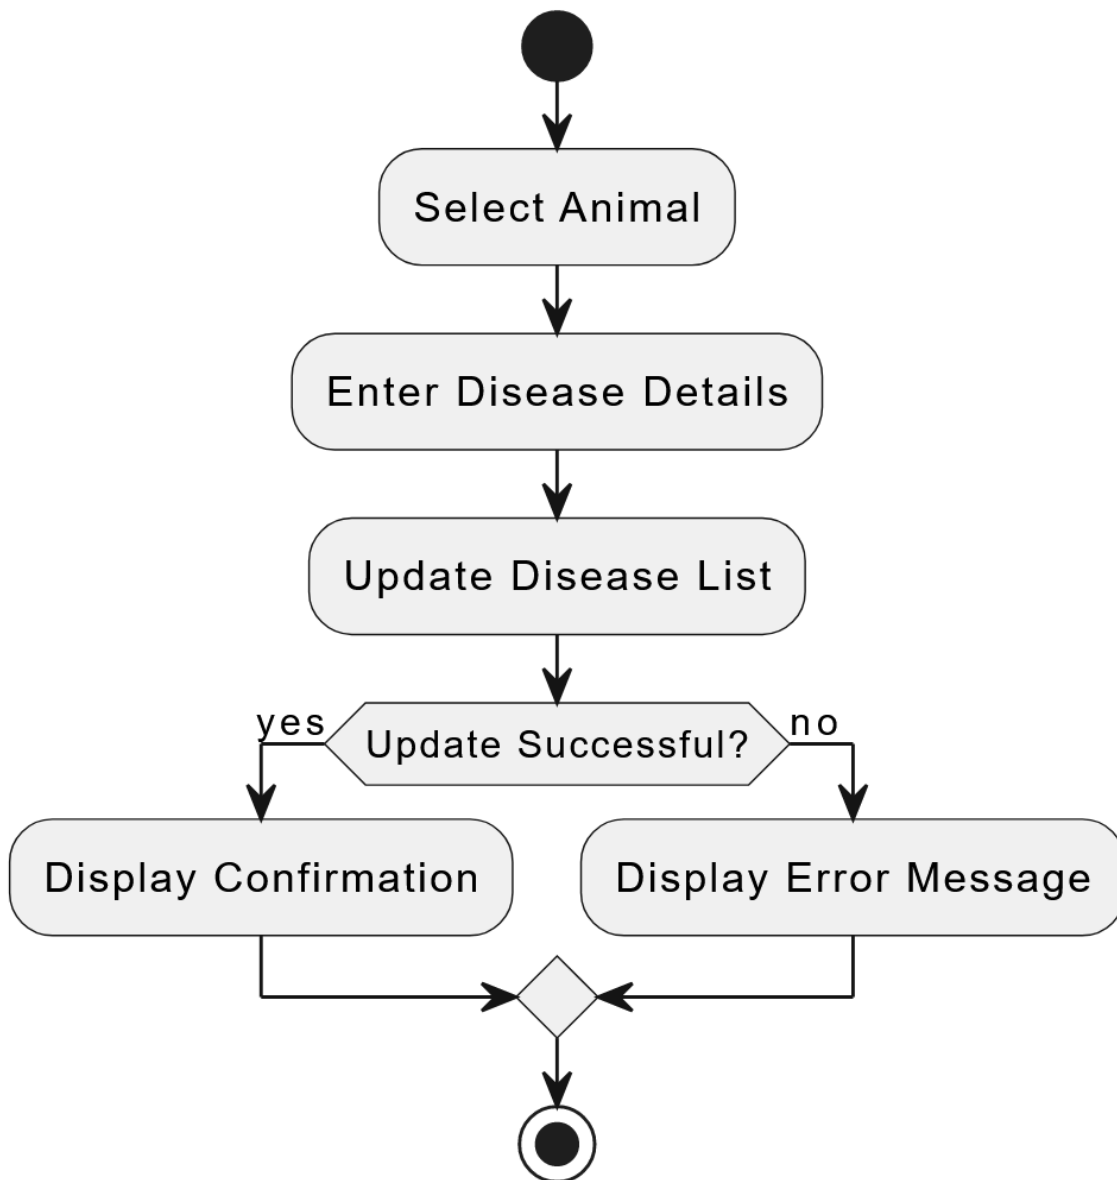 Select Animal
Enter Disease Details
Update Disease List
yes
Update Successful?
no
Display Confirmation
Display Error Message